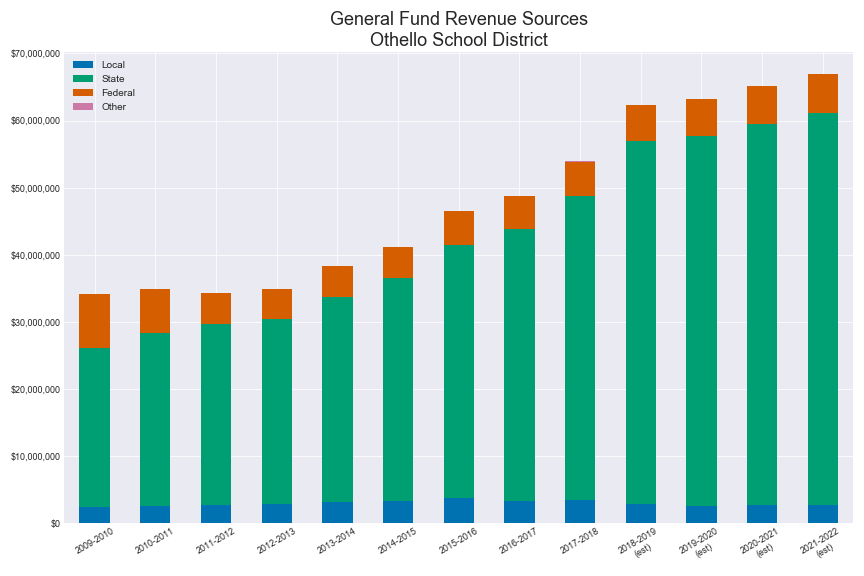 General Fund Revenue Sources
Othello School District
$70,000,000
$60,000,000
$50,000,000
$40,000,000
$30,000,000
$20,000,000
$10,000,000
$0
Local
State
Federal
Other
2009-2010
2010-2011
2011-2012
2012-2013
2013-2014
2014-2015
2015-2016
2016-2017
2017-2018
2018-2019
(est)
2019-2020
(est)
2020-2021
(est)
2021-2022
(est)